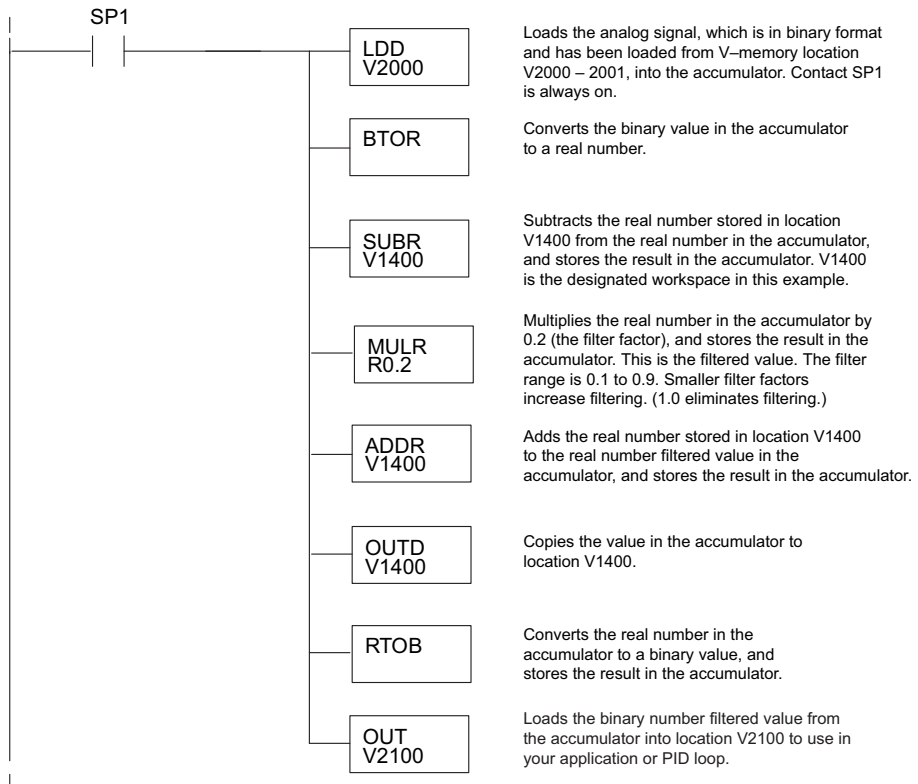 SP1
LDD
V2000
Loads the analog signal, which is in binary format
and has been loaded from V–memory location
V2000 – 2001, into the accumulator. Contact SP1
is always on.
BTOR
Converts the binary value in the accumulator
to a real number.
SUBR
V1400
Subtracts the real number stored in location
V1400 from the real number in the accumulator,
and stores the result in the accumulator. V1400
is the designated workspace in this example.
MULR
R0.2
Multiplies the real number in the accumulator by
0.2 (the filter factor), and stores the result in the
accumulator. This is the filtered value. The filter
range is 0.1 to 0.9. Smaller filter factors
increase filtering. (1.0 eliminates filtering.)
ADDR
V1400
Adds the real number stored in location V1400
to the real number filtered value in the
accumulator, and stores the result in the accumulator.
OUTD
V1400
Copies the value in the accumulator to
location V1400.
RTOB
Converts the real number in the
accumulator to a binary value, and
stores the result in the accumulator.
OUT
V2100
Loads the binary number filtered value from
the accumulator into location V2100 to use in
your application or PID loop.